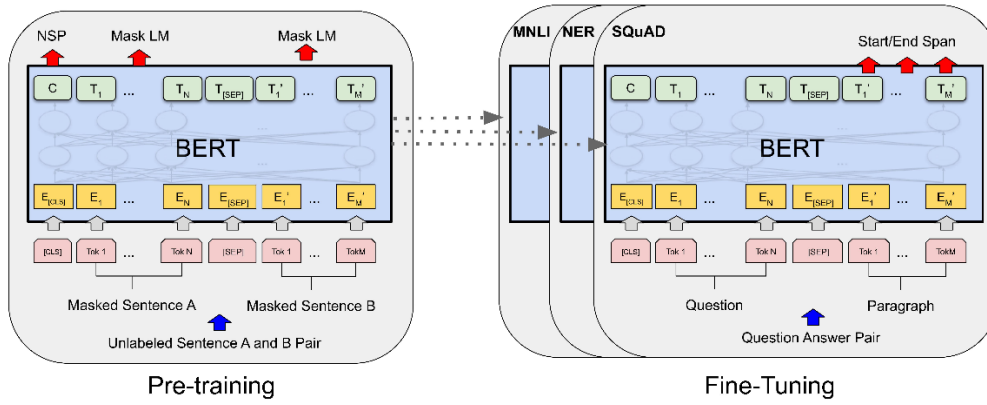 NSP Mask LM Mask LM
C T1 ... TN T[SEP] T1' ... TM'
...
BERT
...
E[CLS] E1 ... EN E[SEP] E1' ... EM'
[CLS] Tok 1 ... Tok N [SEP] Tok 1 ... TokM
Masked Sentence A Masked Sentence B
Unlabeled Sentence A and B Pair
Pre-training
MNLI NER SQuAD
Start/End Span
C T1 ... TN T[SEP] T1' ... TM'
...
BERT
...
E[CLS] E1 ... EN E[SEP] E1' ... EM'
[CLS] Tok 1 ... Tok N [SEP] Tok 1 ... TokM
Question Paragraph
Question Answer Pair
Fine-Tuning